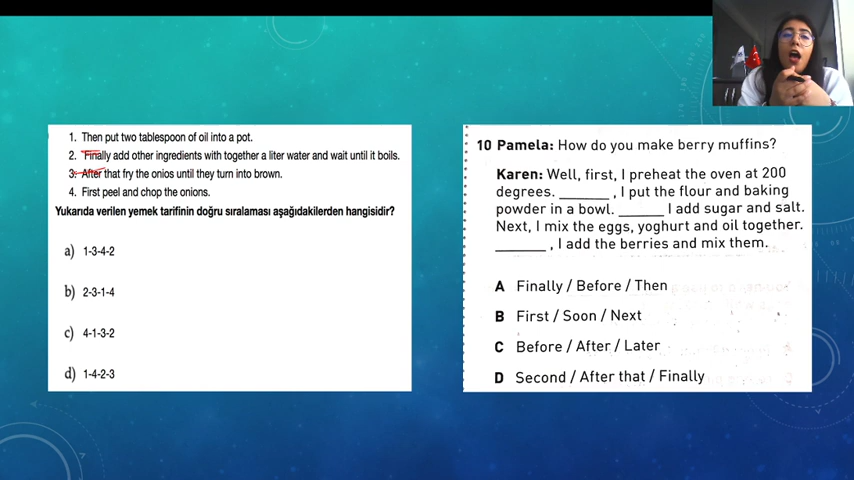 1. Then put two tablespoon of oil into a pot.
2. Finally add other ingredients with together a liter water and wait until it boils.
3. After that fry the onios until they turn into brown.
4. First peel and chop the onions.
Yukarıda verilen yemek tarifinin doğru sıralaması aşağıdakilerden hangisidir?
a) 1-3-4-2
b) 2-3-1-4
c) 4-1-3-2
d) 1-4-2-3
10 Pamela: How do you make berry muffins?
Karen: Well, first, I preheat the oven at 200
degrees. ______ , I put the flour and baking
powder in a bowl. ______ I add sugar and salt.
Next, I mix the eggs, yoghurt and oil together.
______ , I add the berries and mix them.
A Finally / Before / Then
B First / Soon / Next
C Before / After / Later
D Second / After that / Finally